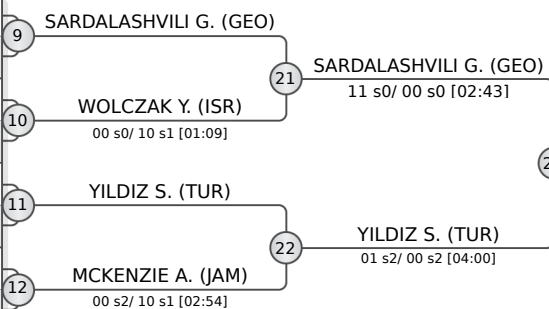 SARDALASHVILI G. (GEO)
9
21
SARDALASHVILI G. (GEO)
11 s0/ 00 s0 [02:43]
WOLCZAK Y. (ISR)
10
00 s0/ 10 s1 [01:09]
YILDIZ S. (TUR)
11
22
YILDIZ S. (TUR)
01 s2/ 00 s2 [04:00]
MCKENZIE A. (JAM)
12
00 s2/ 10 s1 [02:54]